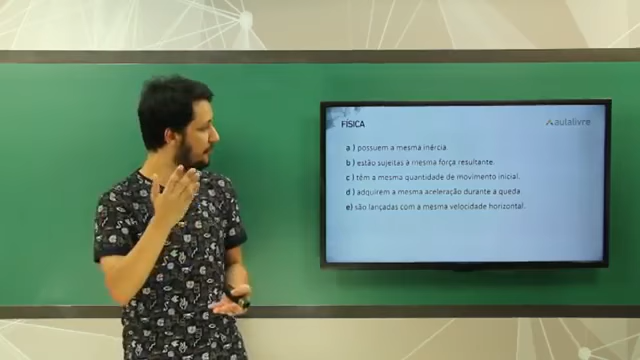 FÍSICA
aulalivre
a ) possuem a mesma inércia.
b ) estão sujeitas à mesma força resultante.
c ) têm a mesma quantidade de movimento inicial.
d ) adquirem a mesma aceleração durante a queda.
e) são lançadas com a mesma velocidade horizontal.